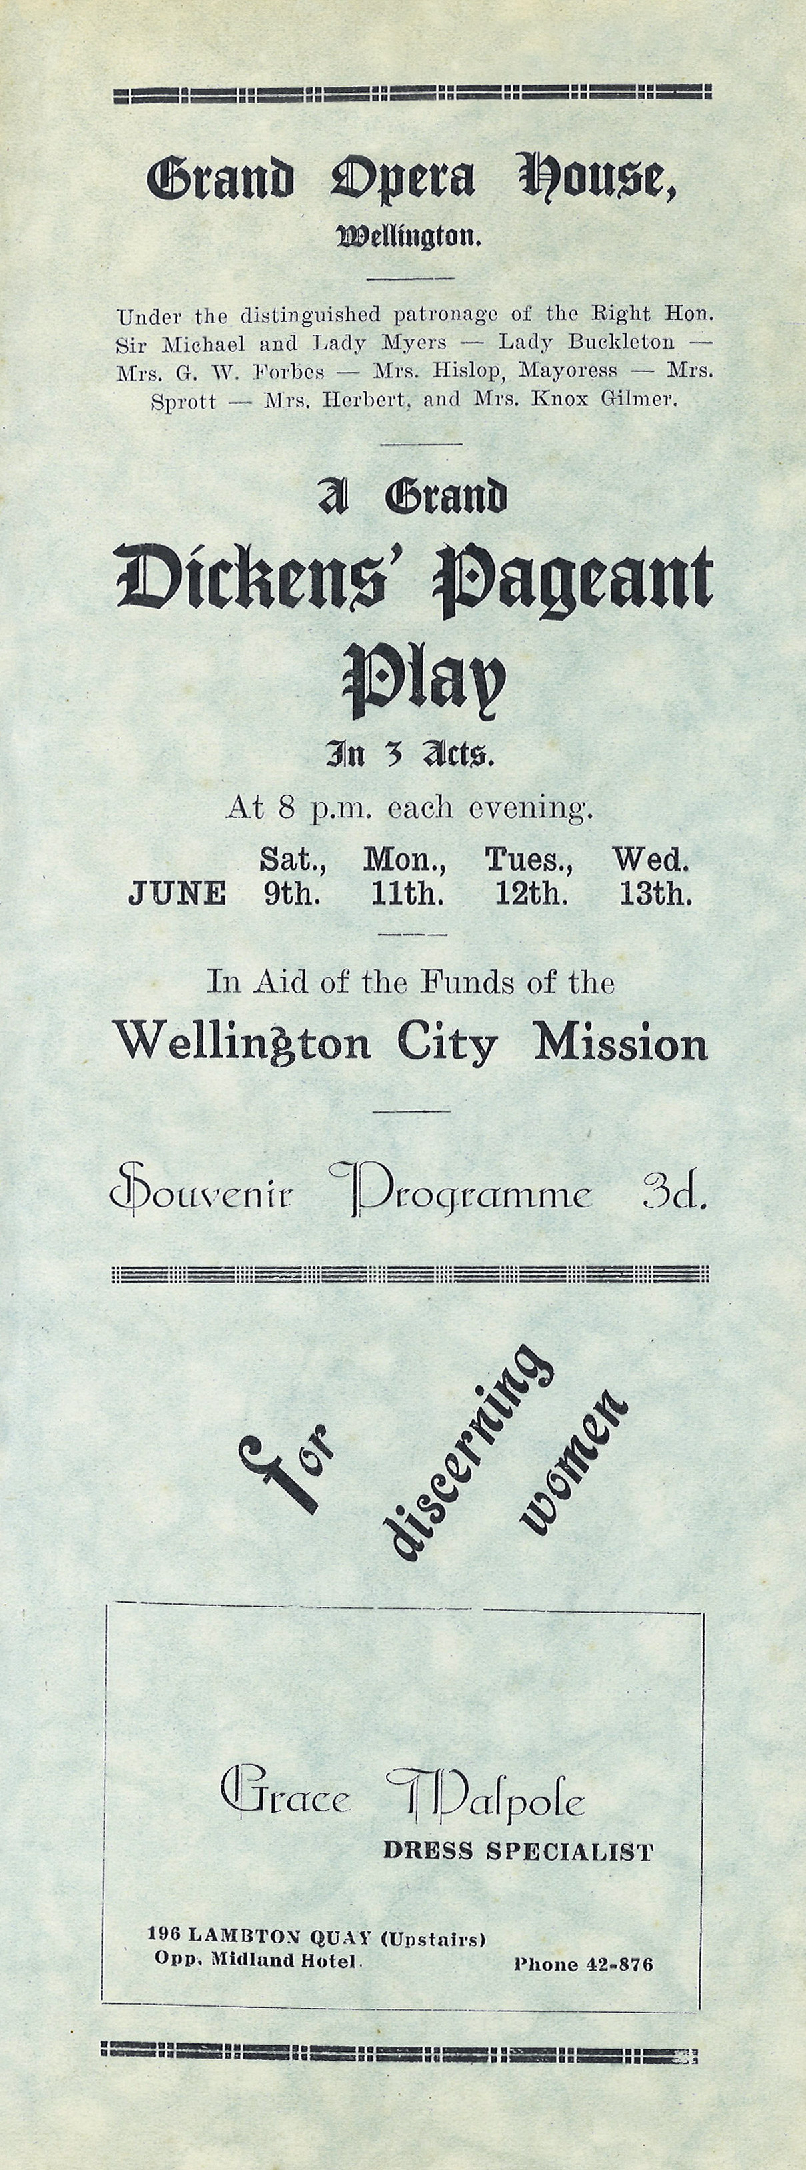 Grand Opera House,
Wellington.
Under the distinguished patronage of the Right Hon.
Sir Michael and Lady Myers — Lady Buckleton —
Mrs. G. W. Forbes — Mrs. Hislop, Mayoress — Mrs.
Sprott — Mrs. Herbert, and Mrs. Knox Gilmer.
A Grand
Dickens' Pageant
Play
In 3 Acts.
At 8 p.m. each evening.
Sat., Mon., Tues., Wed.
JUNE 9th. 11th. 12th. 13th.
In Aid of the Funds of the
Wellington City Mission
Souvenir Programme 3d.
for discerning women
Grace Walpole
DRESS SPECIALIST
196 LAMBTON QUAY (Upstairs)
Opp. Midland Hotel. Phone 42-876